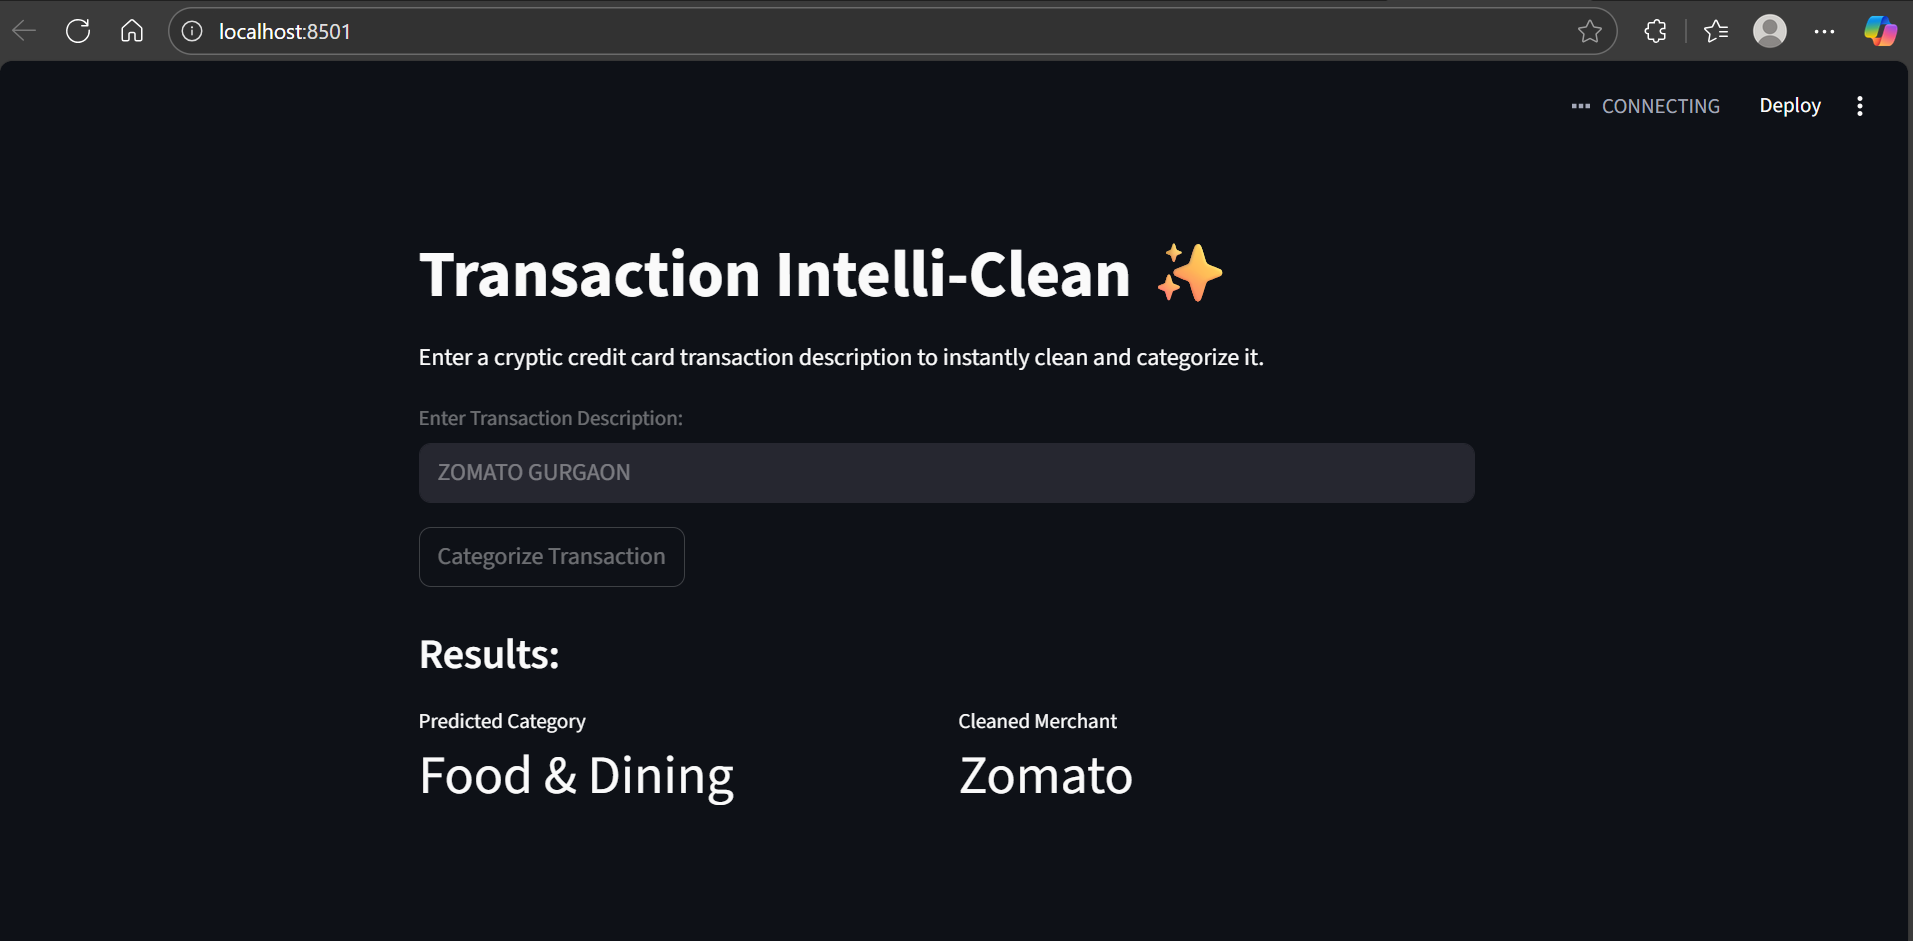 localhost:8501
CONNECTING
Deploy
Transaction Intelli-Clean ✨
Enter a cryptic credit card transaction description to instantly clean and categorize it.
Enter Transaction Description:
ZOMATO GURGAON
Categorize Transaction
Results:
Predicted Category
Food & Dining
Cleaned Merchant
Zomato